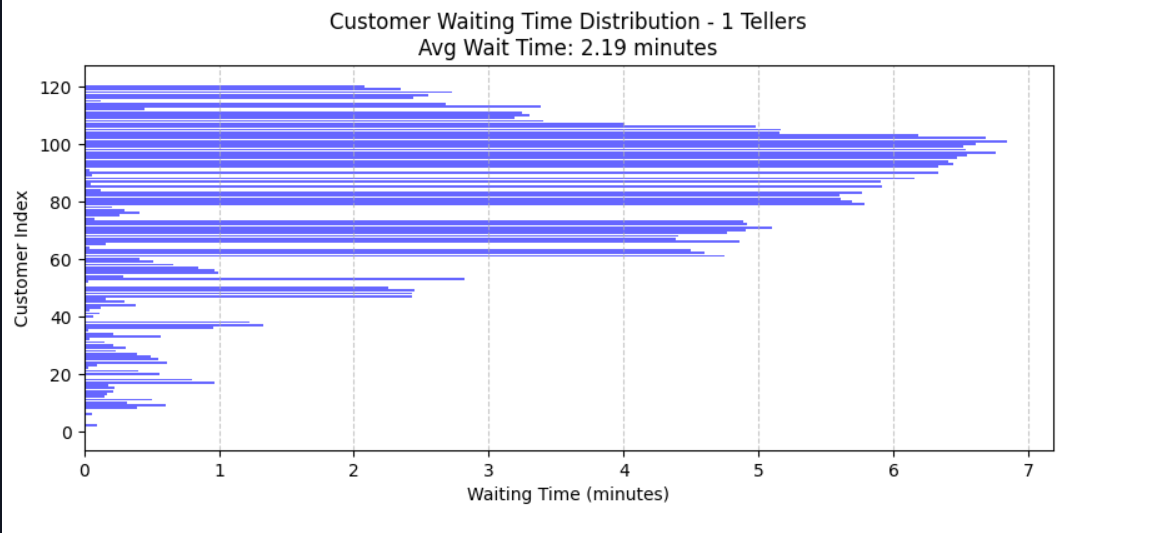 Customer Waiting Time Distribution - 1 Tellers
Avg Wait Time: 2.19 minutes
Customer Index
120
100
80
60
40
20
0
0 1 2 3 4 5 6 7
Waiting Time (minutes)